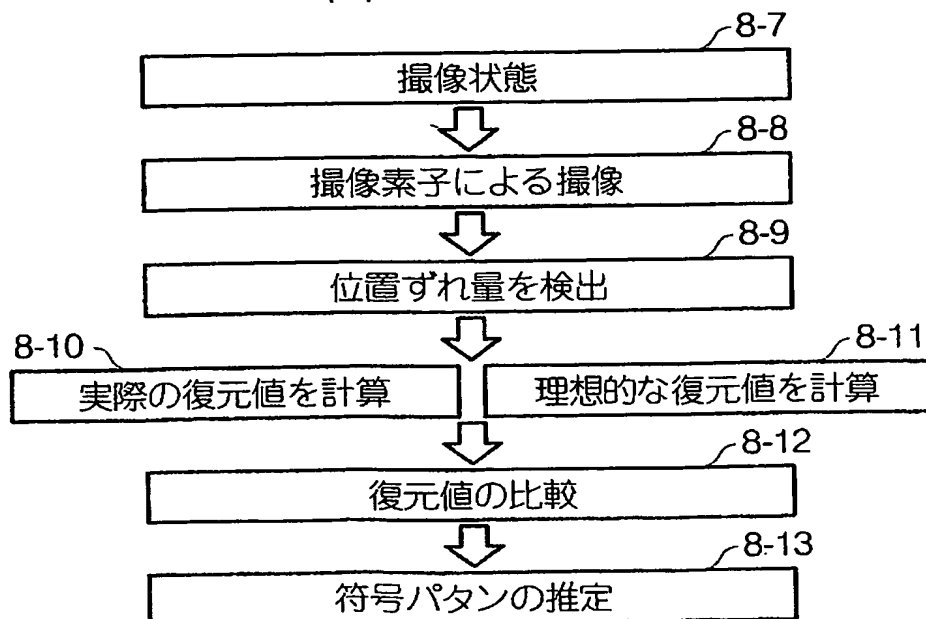 8-7
撮像状態
8-8
撮像素子による撮像
8-9
位置ずれ量を検出
8-10
8-11
実際の復元値を計算
理想的な復元値を計算
8-12
復元値の比較
8-13
符号パタンの推定